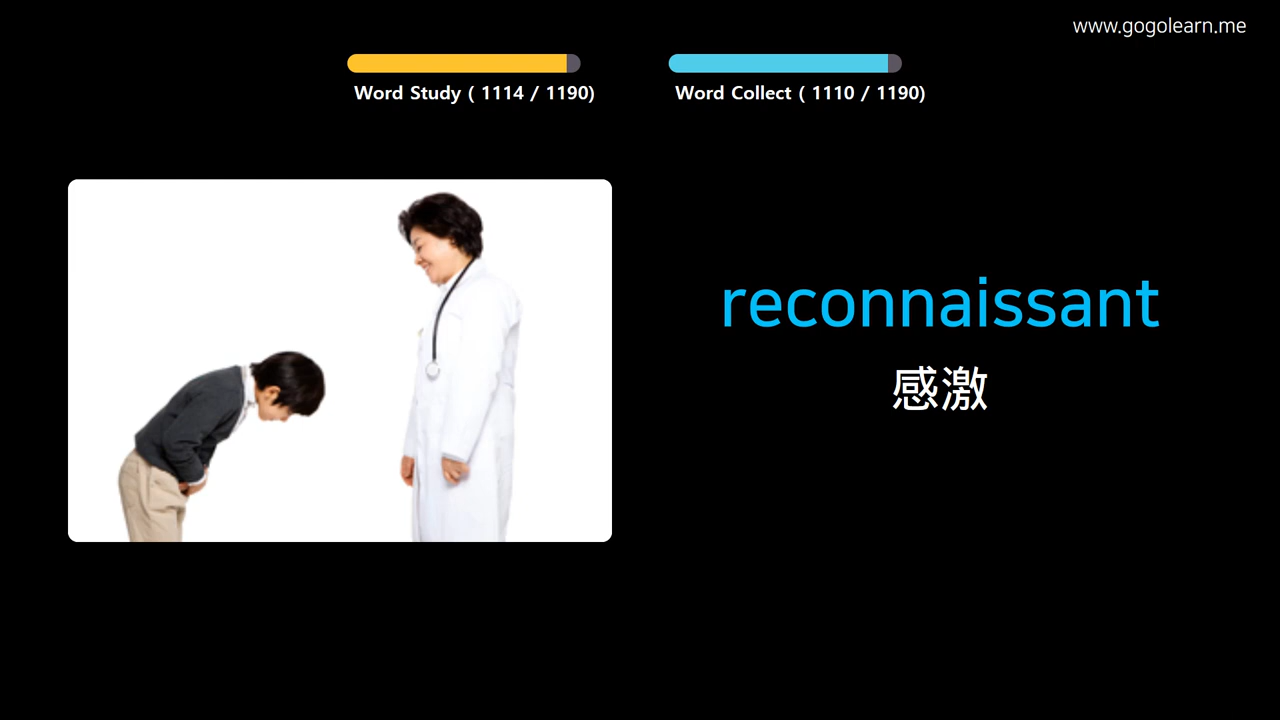 www.gogolearn.me
Word Study ( 1114 / 1190)
Word Collect ( 1110 / 1190)
reconnaissant
感激